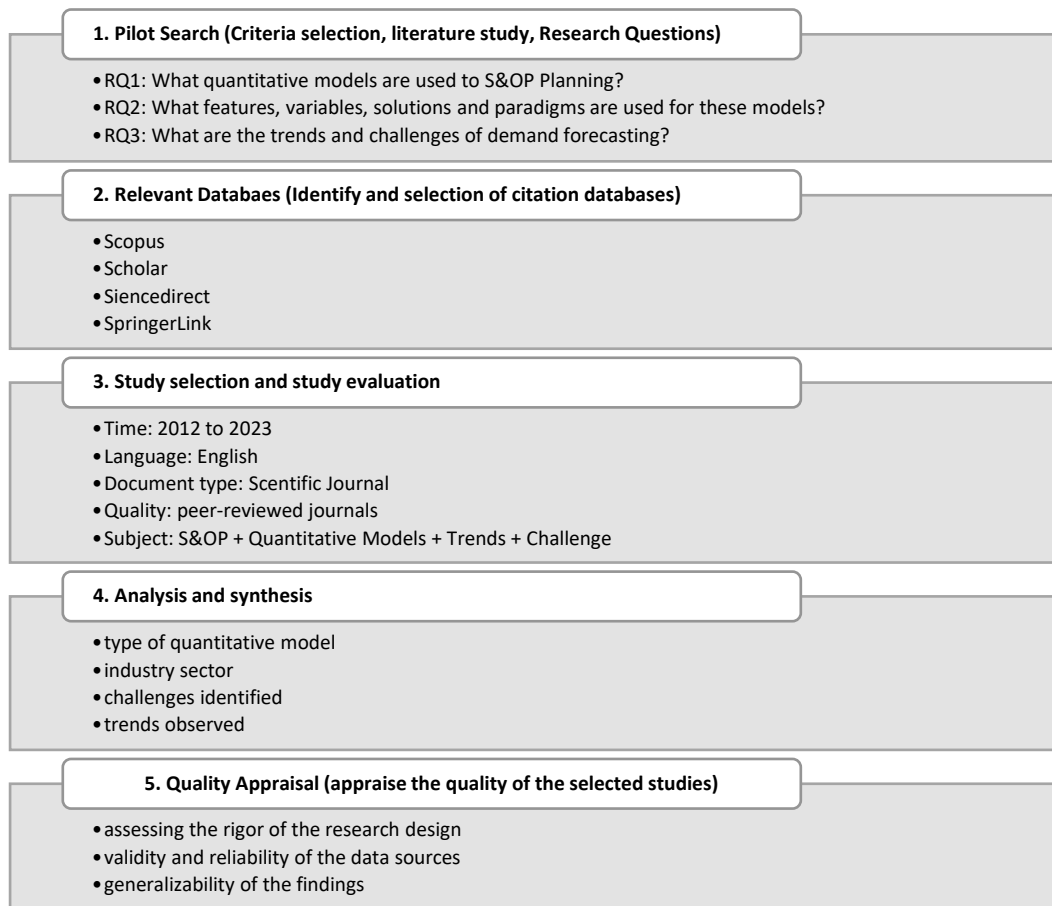 1. Pilot Search (Criteria selection, literature study, Research Questions)
•RQ1: What quantitative models are used to S&OP Planning?
•RQ2: What features, variables, solutions and paradigms are used for these models?
•RQ3: What are the trends and challenges of demand forecasting?
2. Relevant Databaes (Identify and selection of citation databases)
•Scopus
•Scholar
•Siencedirect
•SpringerLink
3. Study selection and study evaluation
•Time: 2012 to 2023
•Language: English
•Document type: Scentific Journal
•Quality: peer-reviewed journals
•Subject: S&OP + Quantitative Models + Trends + Challenge
4. Analysis and synthesis
•type of quantitative model
•industry sector
•challenges identified
•trends observed
5. Quality Appraisal (appraise the quality of the selected studies)
•assessing the rigor of the research design
•validity and reliability of the data sources
•generalizability of the findings